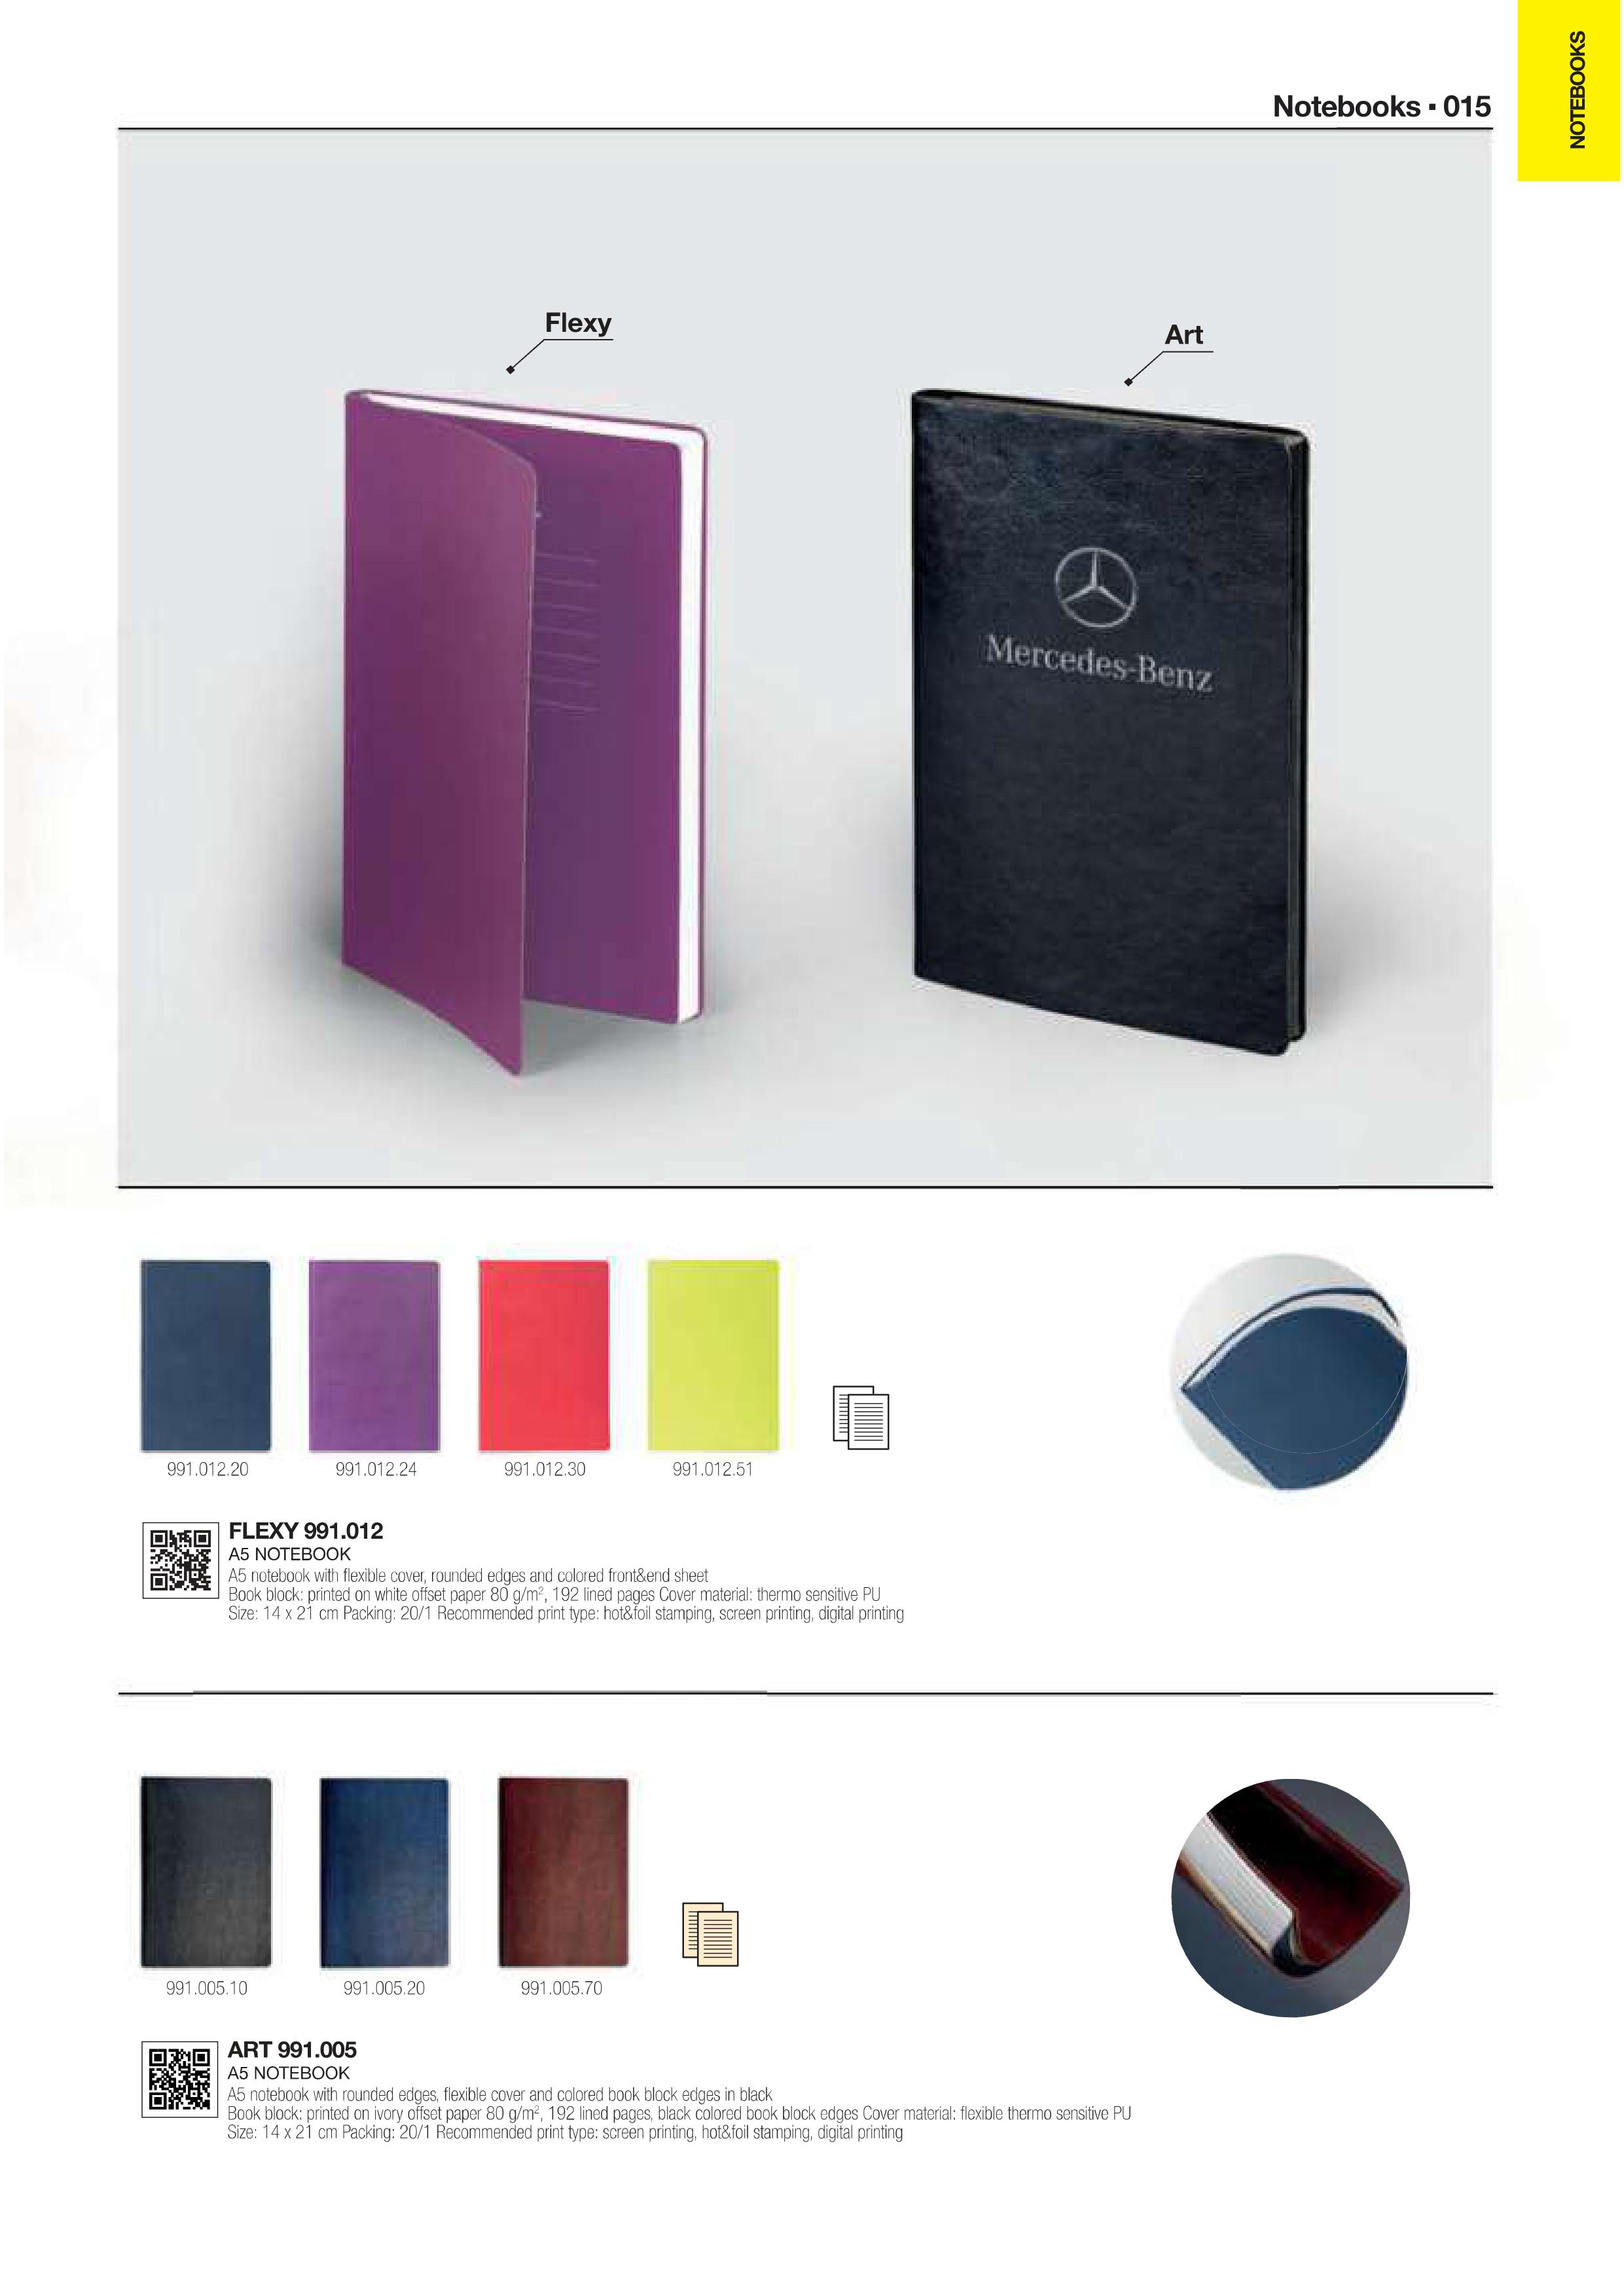 NOTEBOOKS
Notebooks ▪ 015
Flexy
Art
Mercedes-Benz
991.012.20
991.012.24
991.012.30
991.012.51
FLEXY 991.012
A5 NOTEBOOK
A5 notebook with flexible cover, rounded edges and colored front&end sheet
Book block: printed on white offset paper 80 g/m², 192 lined pages Cover material: thermo sensitive PU
Size: 14 x 21 cm Packing: 20/1 Recommended print type: hot&foil stamping, screen printing, digital printing
991.005.10
991.005.20
991.005.70
ART 991.005
A5 NOTEBOOK
A5 notebook with rounded edges, flexible cover and colored book block edges in black
Book block: printed on ivory offset paper 80 g/m², 192 lined pages, black colored book block edges Cover material: flexible thermo sensitive PU
Size: 14 x 21 cm Packing: 20/1 Recommended print type: screen printing, hot&foil stamping, digital printing